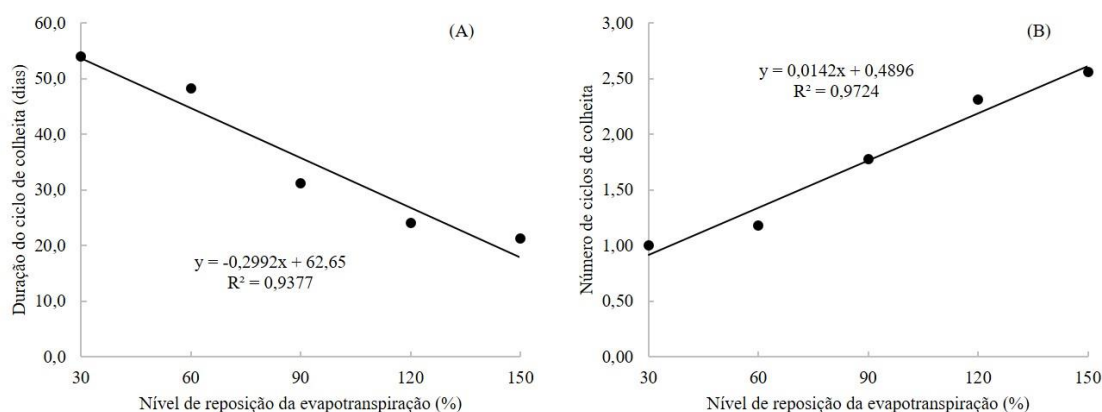 (A)
Duração do ciclo de colheita (dias)
60,0
50,0
40,0
30,0
20,0
10,0
0,0
y = -0,2992x + 62,65
R² = 0,9377
30 60 90 120 150
Nível de reposição da evapotranspiração (%)
(B)
Número de ciclos de colheita
3,00
2,50
2,00
1,50
1,00
0,50
0,00
y = 0,0142x + 0,4896
R² = 0,9724
30 60 90 120 150
Nível de reposição da evapotranspiração (%)